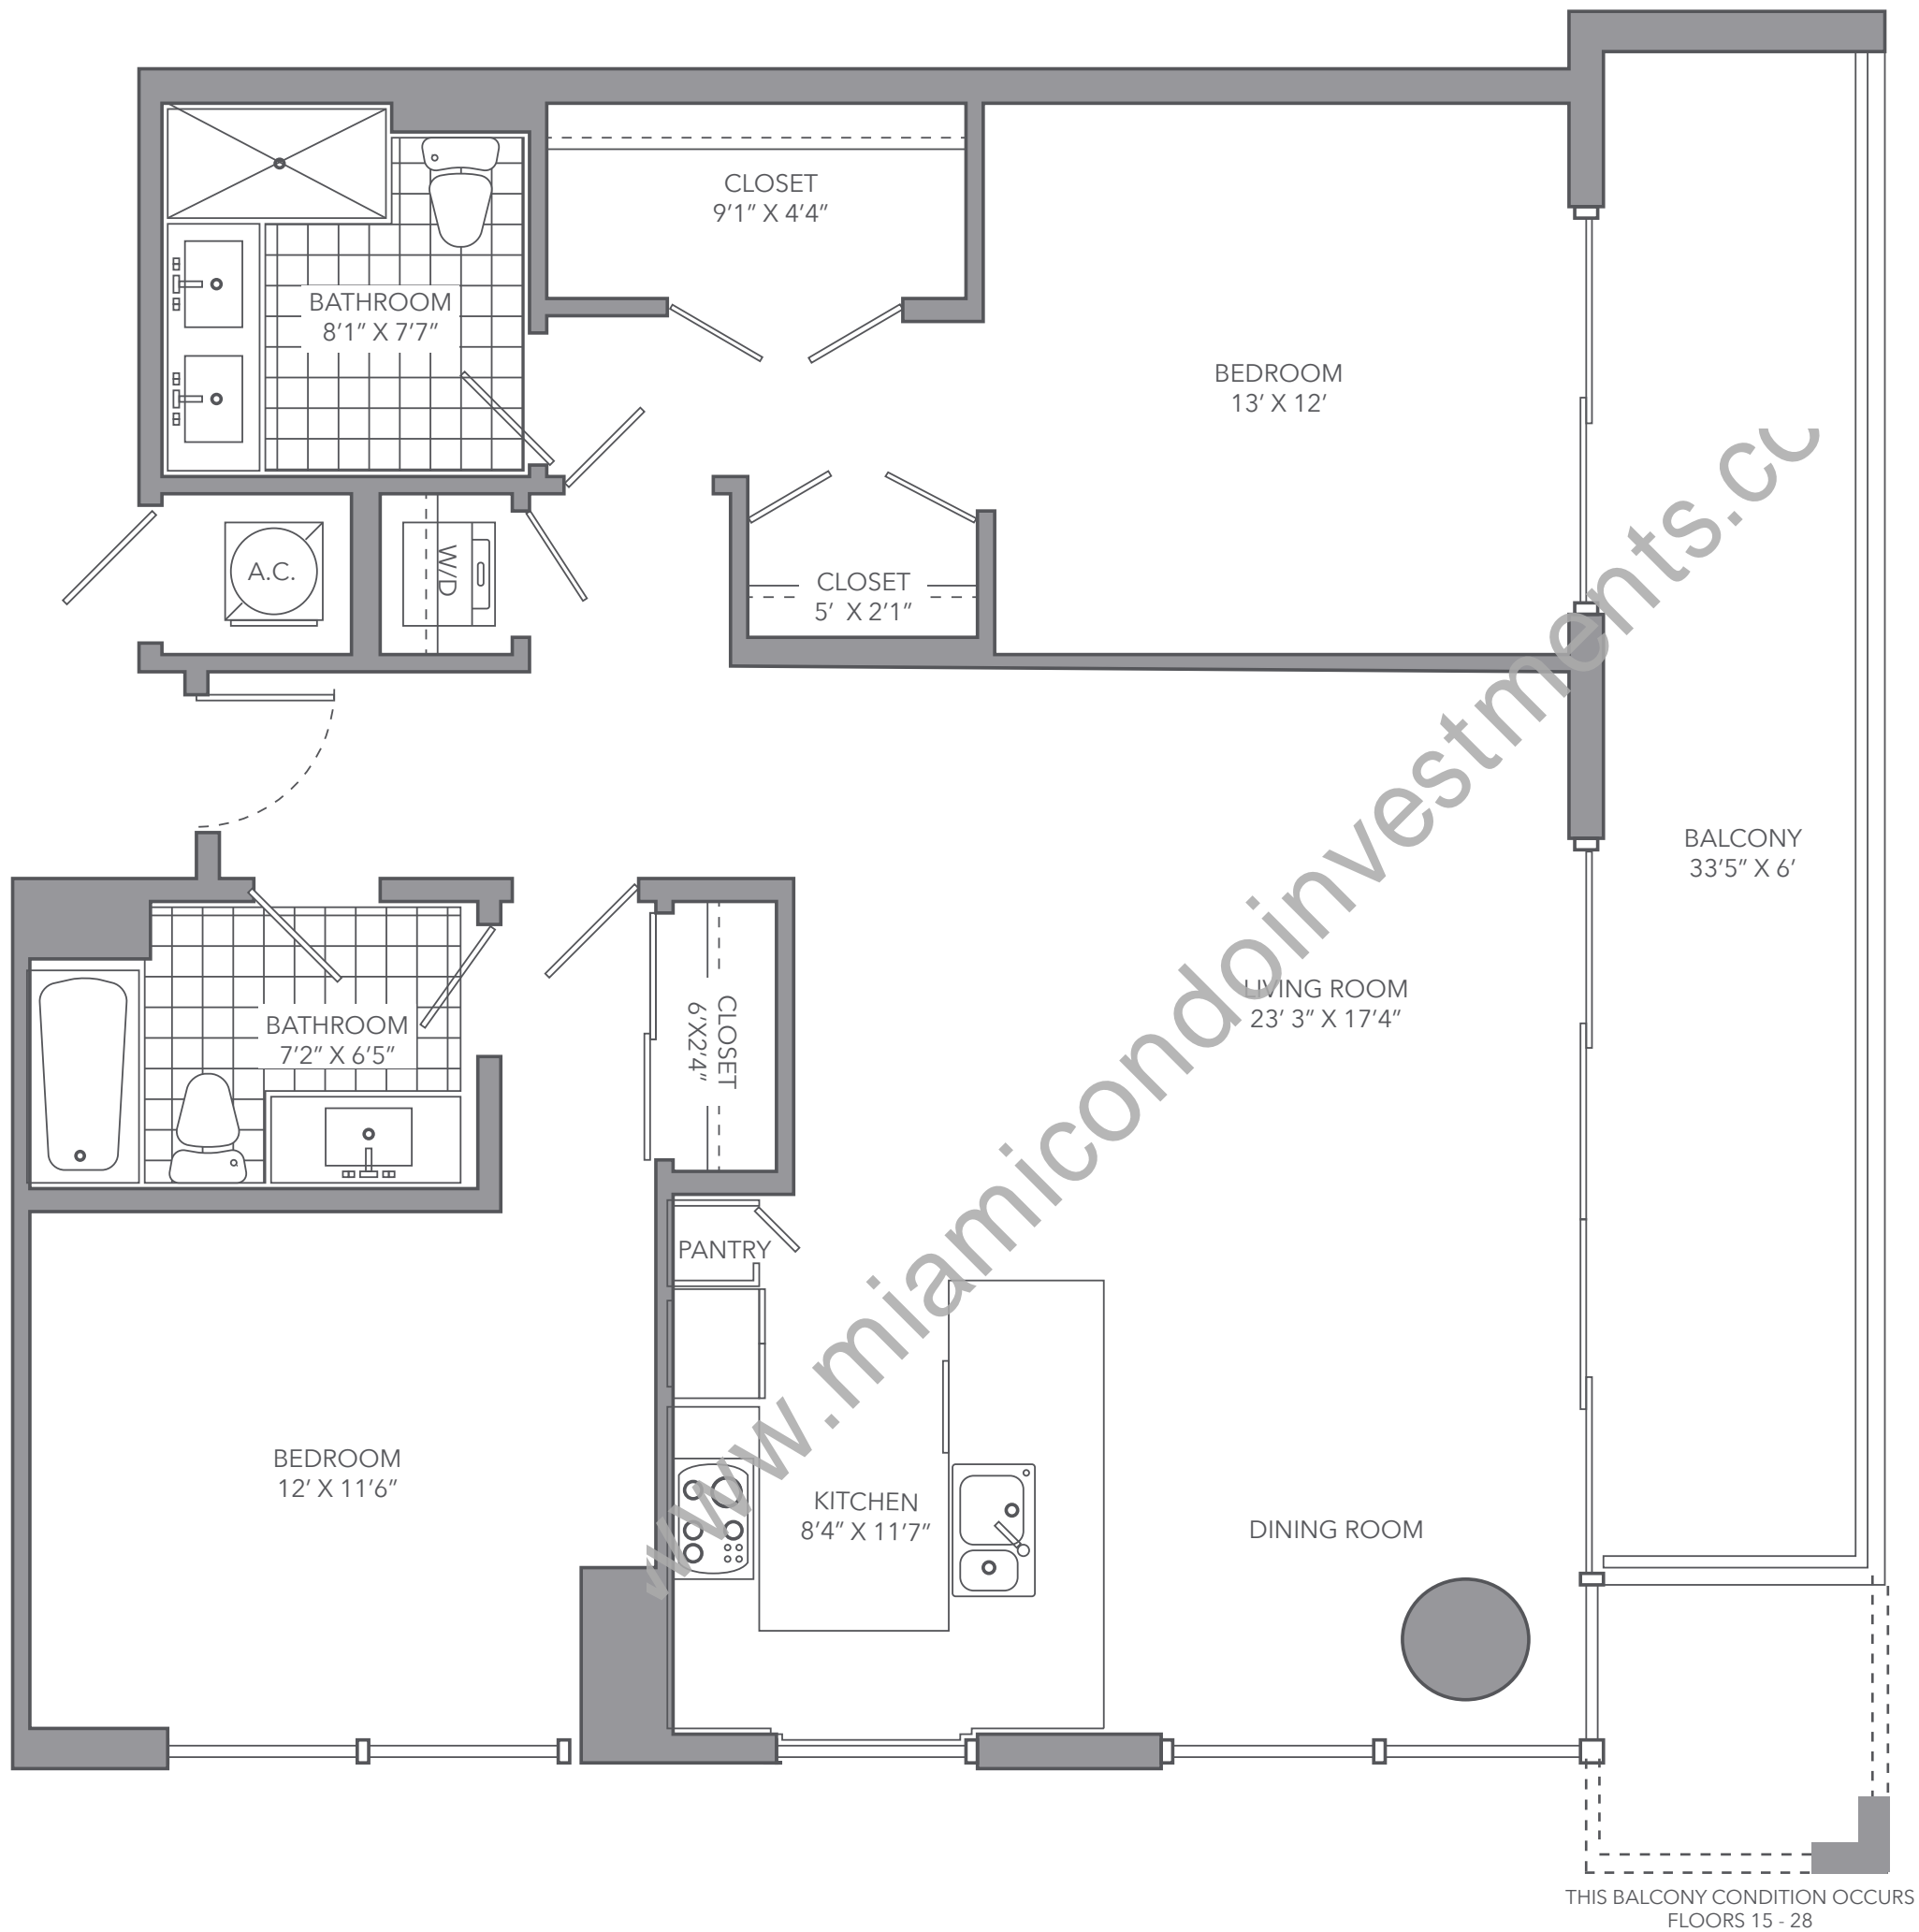 CLOSET
9'1" X 4'4"
BATHROOM
8'1" X 7'7"
BEDROOM
13' X 12'
A.C.
W/D
CLOSET
5' X 2'1"
BALCONY
33'5" X 6'
LIVING ROOM
23' 3" X 17'4"
BATHROOM
7'2" X 6'5"
CLOSET
6'X2'4"
PANTRY
BEDROOM
12' X 11'6"
KITCHEN
8'4" X 11'7"
DINING ROOM
www.miamicondoinvestments.cc
THIS BALCONY CONDITION OCCURS
FLOORS 15 - 28